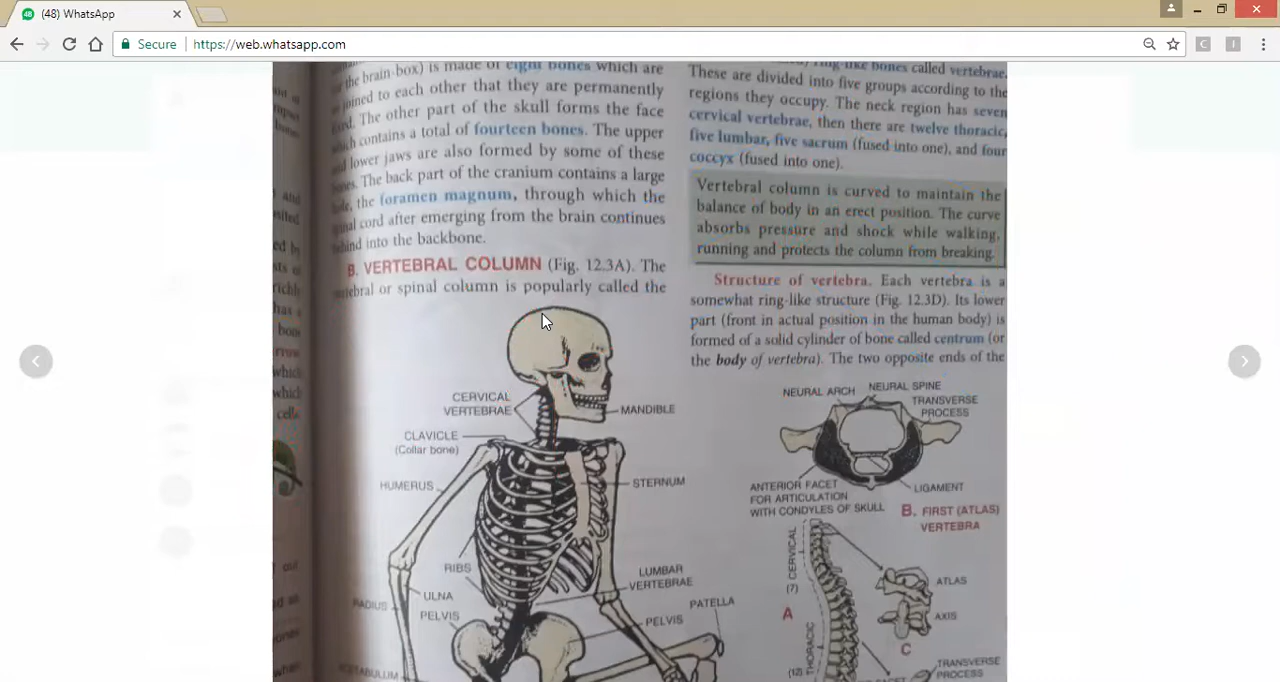 48
(48) WhatsApp
Secure
https://web.whatsapp.com
C
I
the brain-box) is made of eight bones which are
joined to each other that they are permanently
The other part of the skull forms the face
which contains a total of fourteen bones. The upper
lower jaws are also formed by some of these
The back part of the cranium contains a large
the foramen magnum, through which the
cord after emerging from the brain continues
behind into the backbone.
B. VERTEBRAL COLUMN (Fig. 12.3A). The
or spinal column is popularly called the
CERVICAL
VERTEBRAE
MANDIBLE
CLAVICLE
(Collar bone)
HUMERUS
STERNUM
RIBS
LUMBAR
VERTEBRAE
ULNA
RADIUS
PATELLA
PELVIS
PELVIS
ACETABULUM
ring-like bones called vertebrae.
These are divided into five groups according to the
regions they occupy. The neck region has seven
cervical vertebrae, then there are twelve thoracic,
five lumbar, five sacrum (fused into one), and four
coccyx (fused into one).
Vertebral column is curved to maintain the
balance of body in an erect position. The curve
absorbs pressure and shock while walking,
running and protects the column from breaking.
Structure of vertebra. Each vertebra is a
somewhat ring-like structure (Fig. 12.3D). Its lower
part (front in actual position in the human body) is
formed of a solid cylinder of bone called centrum (or
the body of vertebra). The two opposite ends of the
NEURAL ARCH
NEURAL SPINE
TRANSVERSE
PROCESS
ANTERIOR FACET
FOR ARTICULATION
WITH CONDYLES OF SKULL
LIGAMENT
B. FIRST (ATLAS)
VERTEBRA
CERVICAL
(7)
ATLAS
AXIS
A
C
THORACIC
(12)
TRANSVERSE
PROCESS